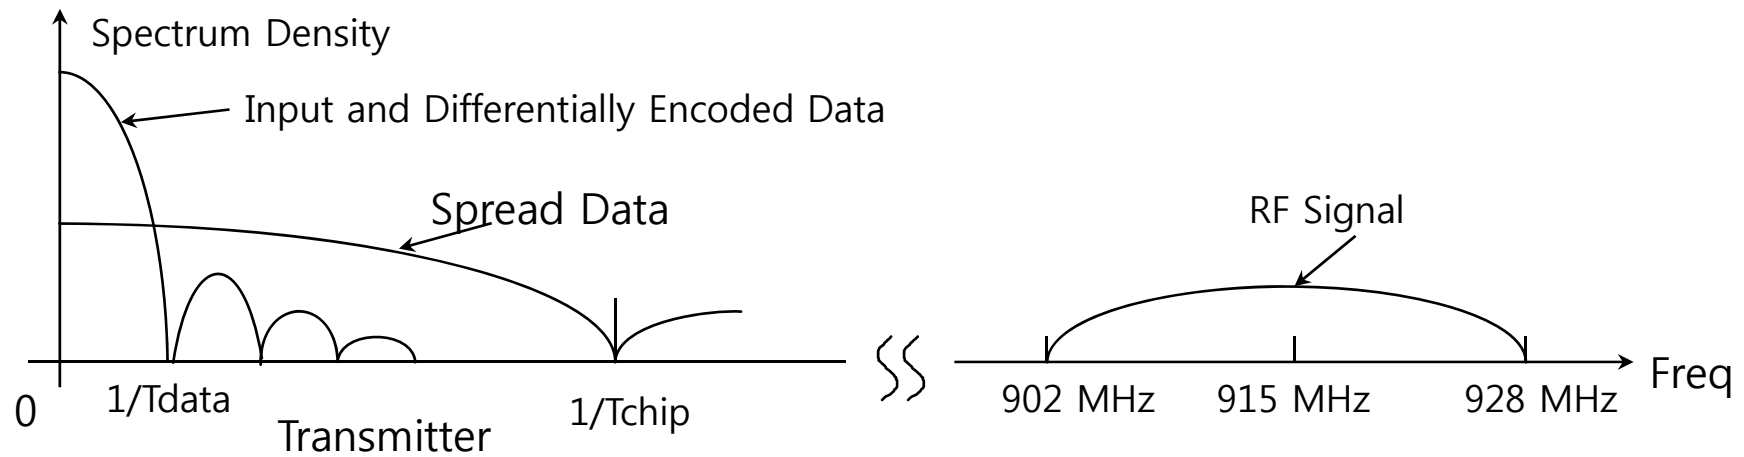 Spectrum Density
Input and Differentially Encoded Data
Spread Data
RF Signal
Freq
0
1/Tdata
1/Tchip
902 MHz
915 MHz
928 MHz
Transmitter